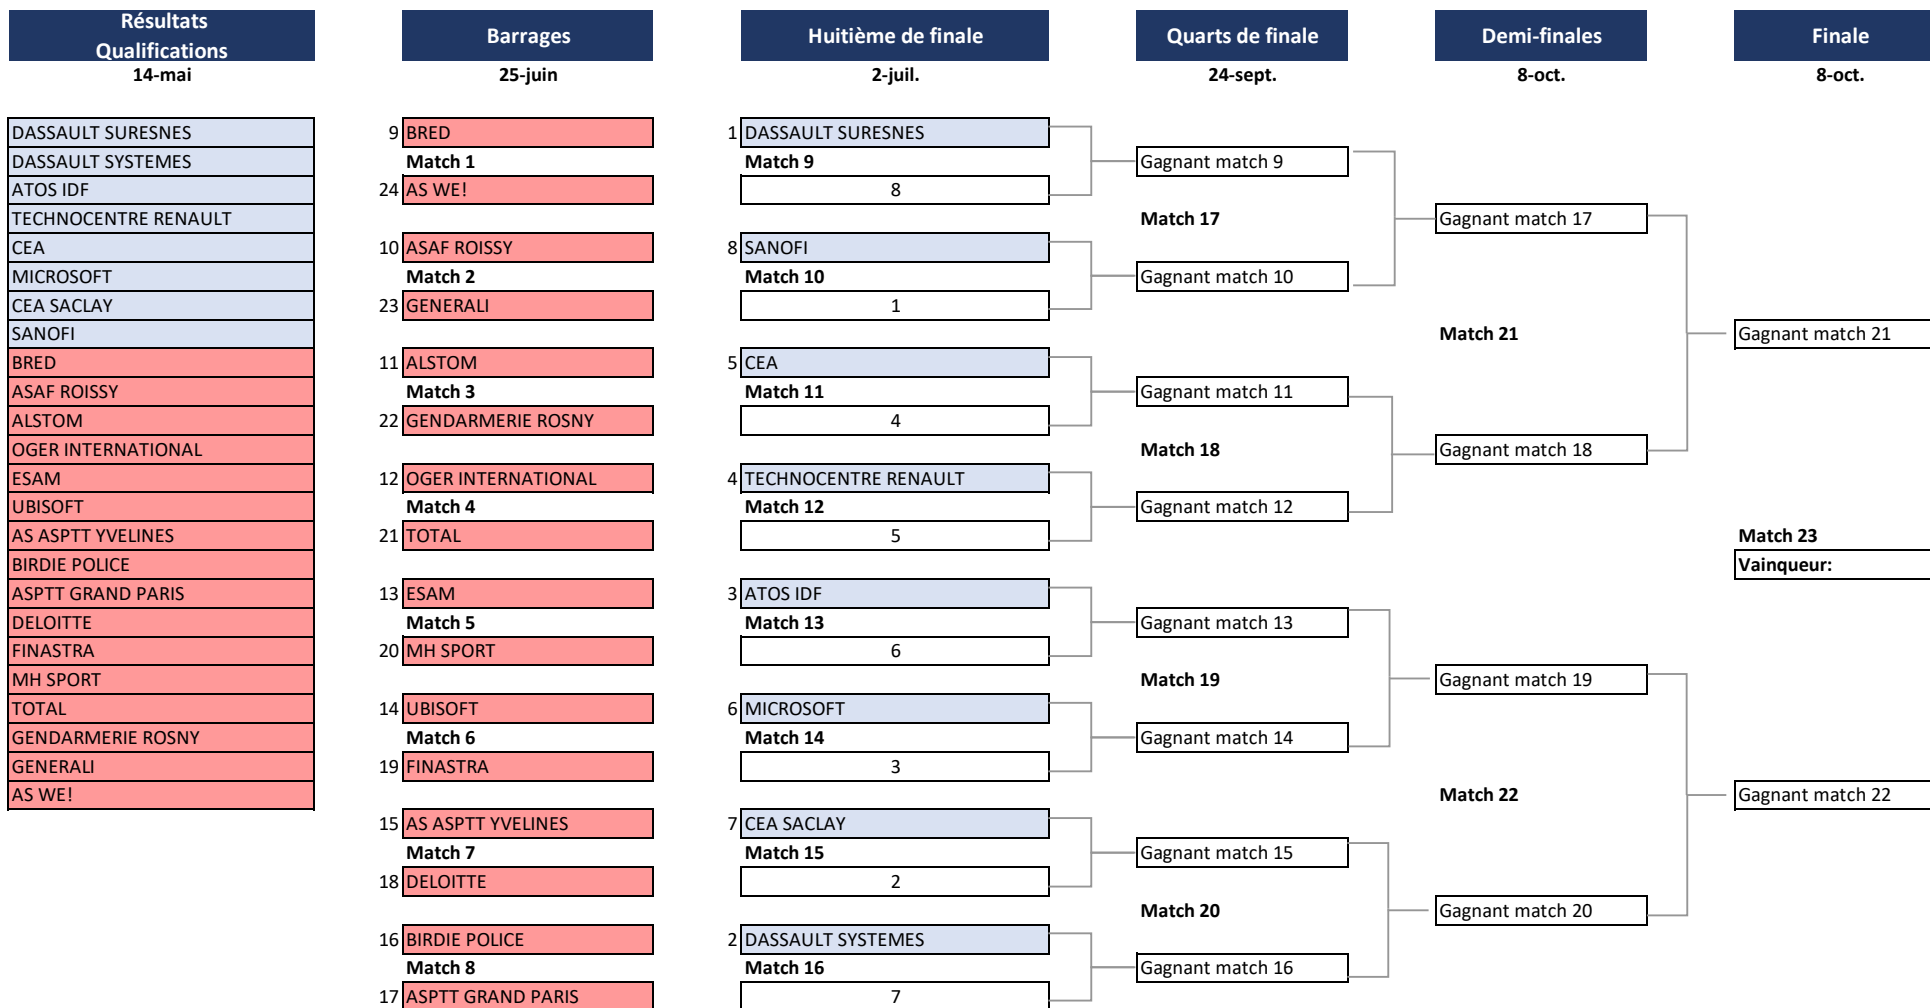 Résultats
Qualifications
Barrages
Huitième de finale
Quarts de finale
Demi-finales
Finale
14-mai
25-juin
2-juil.
24-sept.
8-oct.
8-oct.
DASSAULT SURESNES
DASSAULT SYSTEMES
ATOS IDF
TECHNOCENTRE RENAULT
CEA
MICROSOFT
CEA SACLAY
SANOFI
BRED
ASAF ROISSY
ALSTOM
OGER INTERNATIONAL
ESAM
UBISOFT
AS ASPTT YVELINES
BIRDIE POLICE
ASPTT GRAND PARIS
DELOITTE
FINASTRA
MH SPORT
TOTAL
GENDARMERIE ROSNY
GENERALI
AS WE!
9 BRED
Match 1
24 AS WE!
10 ASAF ROISSY
Match 2
23 GENERALI
11 ALSTOM
Match 3
22 GENDARMERIE ROSNY
12 OGER INTERNATIONAL
Match 4
21 TOTAL
13 ESAM
Match 5
20 MH SPORT
14 UBISOFT
Match 6
19 FINASTRA
15 AS ASPTT YVELINES
Match 7
18 DELOITTE
16 BIRDIE POLICE
Match 8
17 ASPTT GRAND PARIS
1 DASSAULT SURESNES
Match 9
8
8 SANOFI
Match 10
1
5 CEA
Match 11
4
4 TECHNOCENTRE RENAULT
Match 12
5
3 ATOS IDF
Match 13
6
6 MICROSOFT
Match 14
3
7 CEA SACLAY
Match 15
2
2 DASSAULT SYSTEMES
Match 16
7
Gagnant match 9
Match 17
Gagnant match 10
Gagnant match 11
Match 18
Gagnant match 12
Gagnant match 13
Match 19
Gagnant match 14
Gagnant match 15
Match 20
Gagnant match 16
Gagnant match 17
Match 21
Gagnant match 18
Gagnant match 19
Match 22
Gagnant match 20
Gagnant match 21
Match 23
Vainqueur:
Gagnant match 22